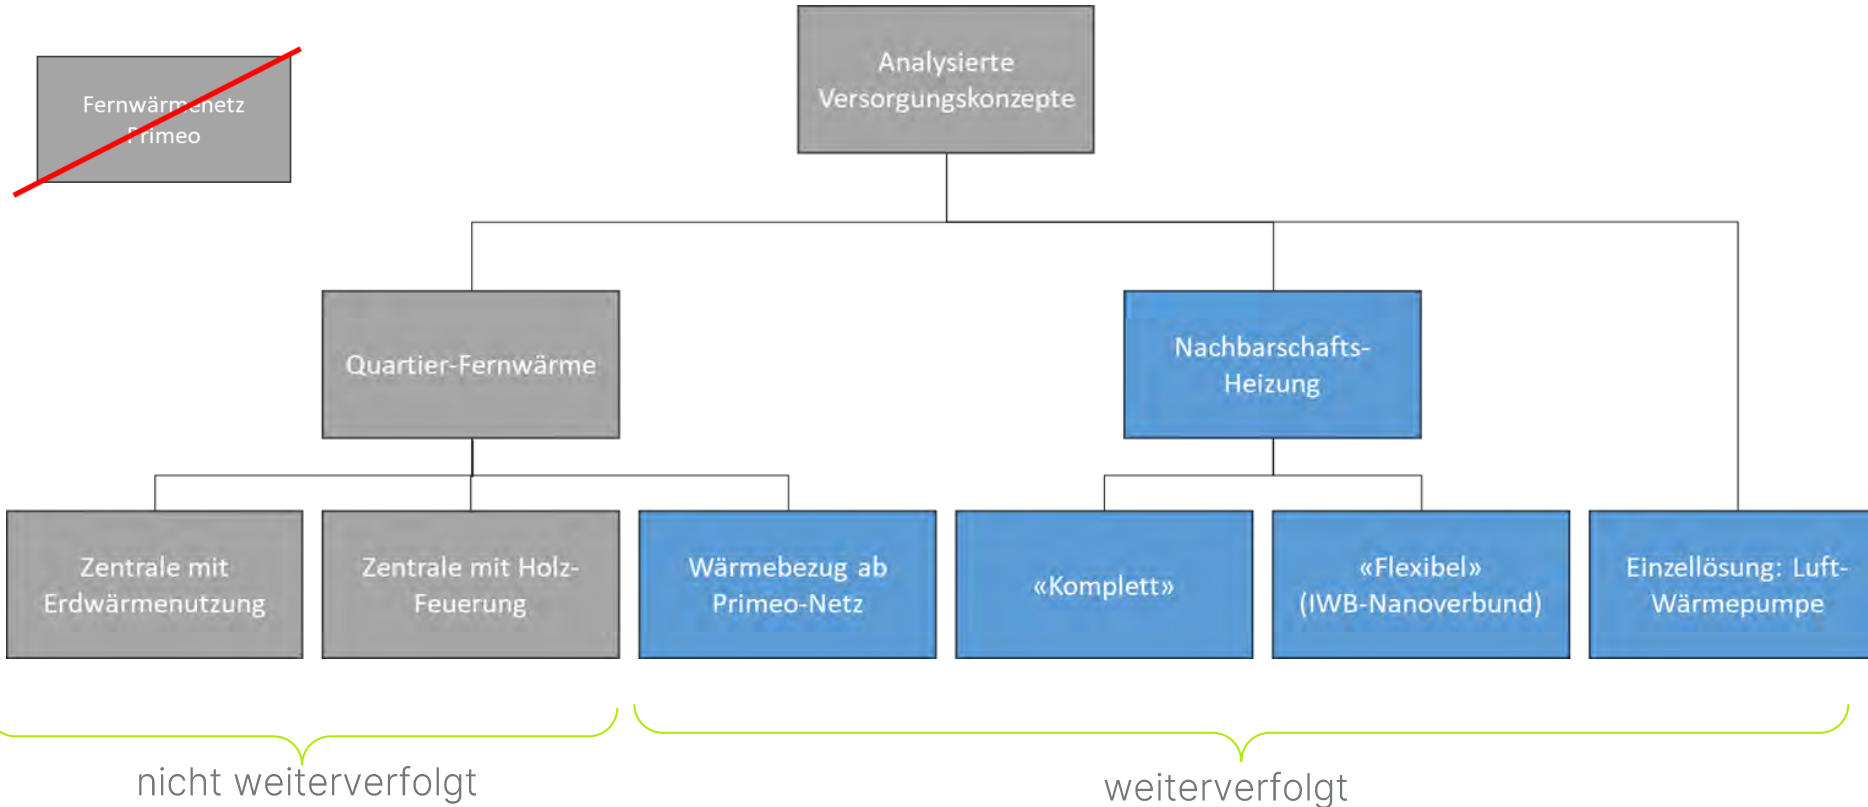 Analysierte
Versorgungskonzepte
Fernwärmenetz
Primeo
Quartier-Fernwärme
Nachbarschafts-
Heizung
Zentrale mit
Erdwärmenutzung
Zentrale mit Holz-
Feuerung
Wärmebezug ab
Primeo-Netz
«Komplett»
«Flexibel»
(IWB-Nanoverbund)
Einzellösung: Luft-
Wärmepumpe
nicht weiterverfolgt
weiterverfolgt